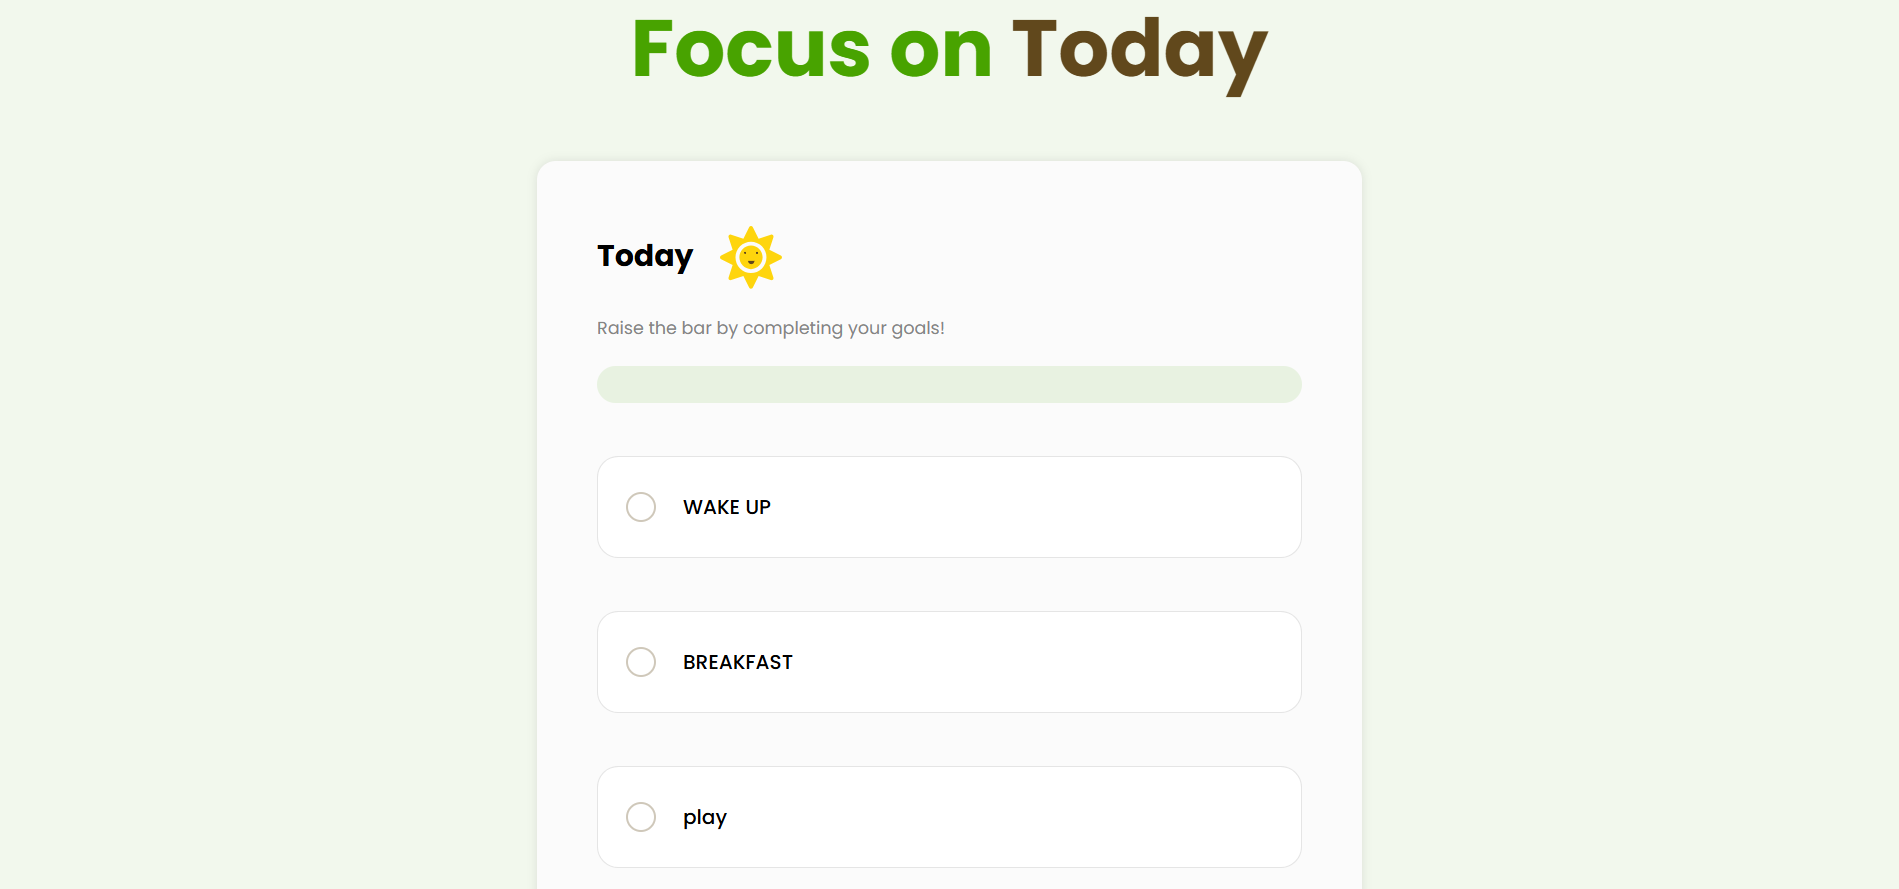 Focus on Today
Today
Raise the bar by completing your goals!
WAKE UP
BREAKFAST
play